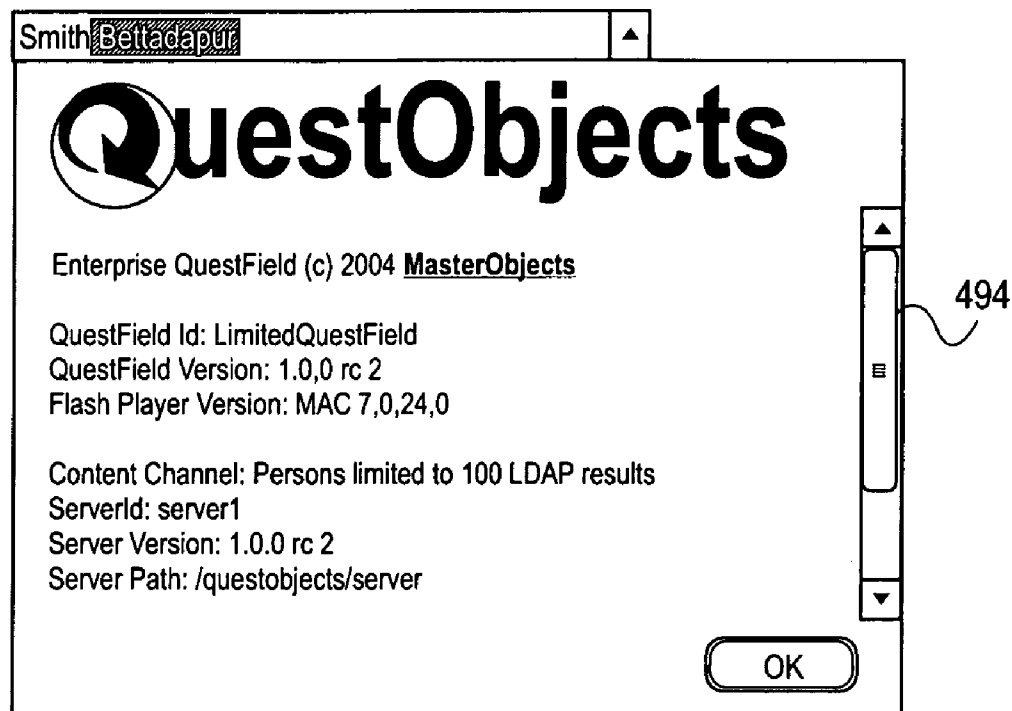 Smith Bettadapur
QuestObjects
Enterprise QuestField (c) 2004 MasterObjects
494
QuestField Id: LimitedQuestField
QuestField Version: 1.0,0 rc 2
Flash Player Version: MAC 7,0,24,0
Content Channel: Persons limited to 100 LDAP results
ServerId: server1
Server Version: 1.0.0 rc 2
Server Path: /questobjects/server
OK